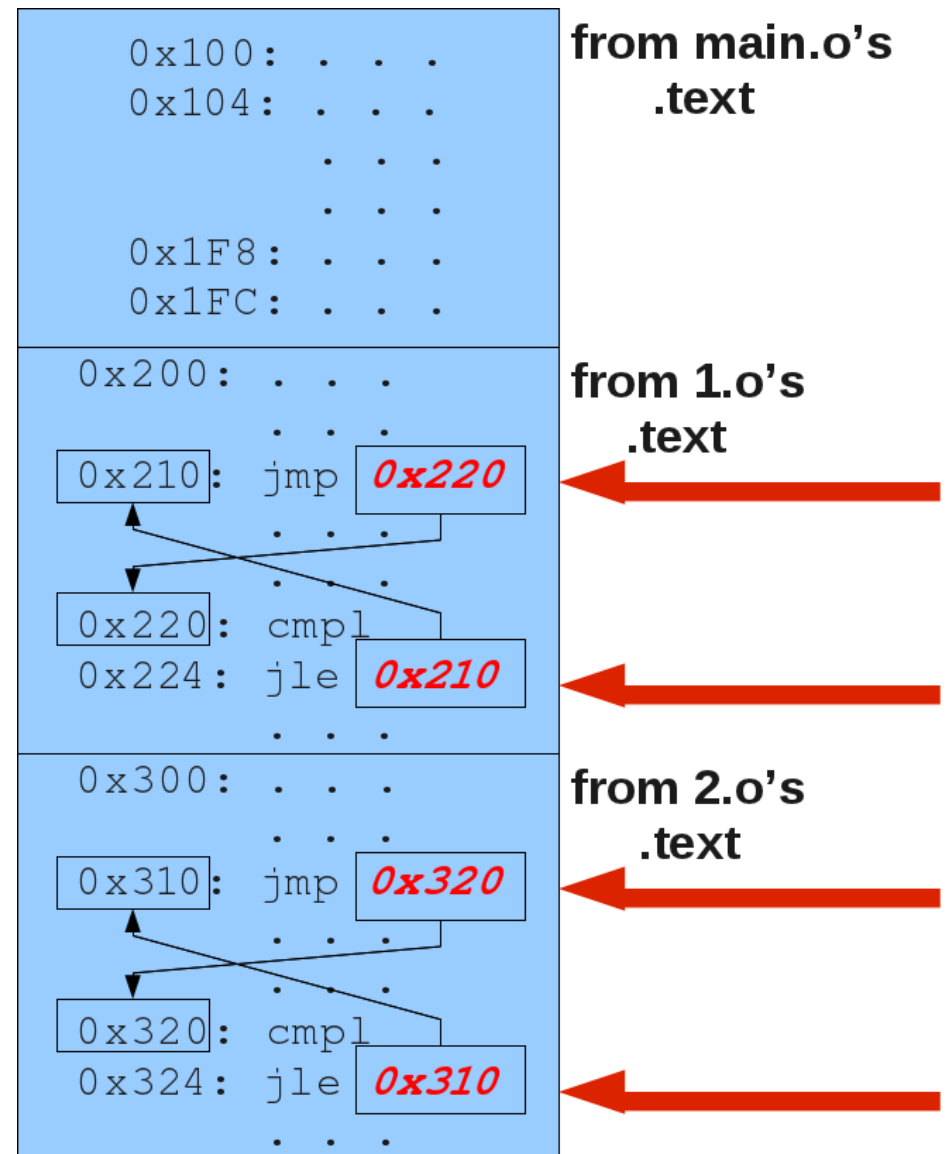 0x100: . . .
from main.o's
0x104: . . .
.text
. . .
. . .
0x1F8: . . .
0x1FC: . . .
0x200: . . .
from 1.o's
. . .
.text
0x210: jmp 0x220
. . .
. . .
0x220: cmpl
0x224: jle 0x210
. . .
0x300: . . .
from 2.o's
. . .
.text
0x310: jmp 0x320
. . .
. . .
0x320: cmpl
0x324: jle 0x310
. . .